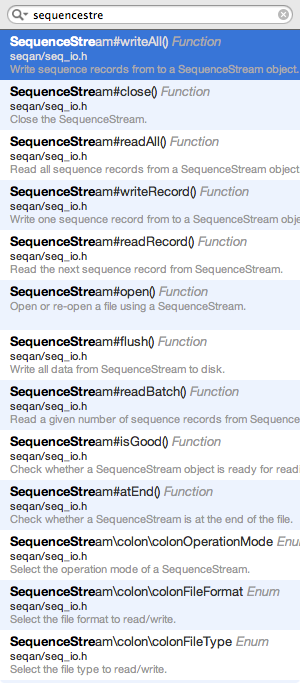 sequencestre
SequenceStream#writeAll() Function
seqan/seq_io.h
Write sequence records from to a SequenceStream object.
SequenceStream#close() Function
seqan/seq_io.h
Close the SequenceStream.
SequenceStream#readAll() Function
seqan/seq_io.h
Read all sequence records from a SequenceStream object
SequenceStream#writeRecord() Function
seqan/seq_io.h
Write one sequence record from to a SequenceStream obje
SequenceStream#readRecord() Function
seqan/seq_io.h
Read the next sequence record from SequenceStream.
SequenceStream#open() Function
Open or re-open a file using a SequenceStream.
SequenceStream#flush() Function
seqan/seq_io.h
Write all data from SequenceStream to disk.
SequenceStream#readBatch() Function
seqan/seq_io.h
Read a given number of sequence records from Sequence
SequenceStream#isGood() Function
seqan/seq_io.h
Check whether a SequenceStream object is ready for readi
SequenceStream#atEnd() Function
seqan/seq_io.h
Check whether a SequenceStream is at the end of the file.
SequenceStream\colon\colonOperationMode Enum
seqan/seq_io.h
Select the operation mode of a SequenceStream.
SequenceStream\colon\colonFileFormat Enum
seqan/seq_io.h
Select the file format to read/write.
SequenceStream\colon\colonFileType Enum
seqan/seq_io.h
Select the file type to read/write.